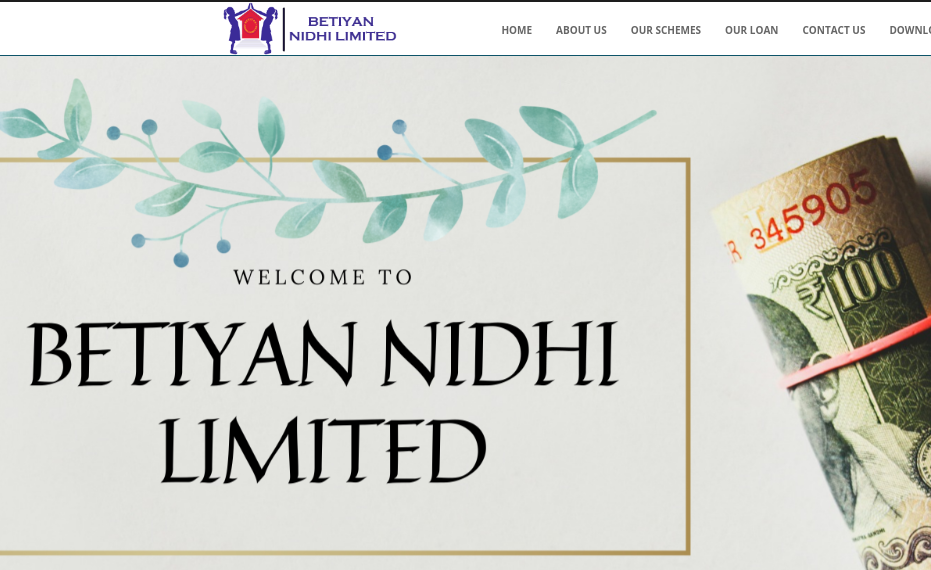 BETIYAN
NIDHI LIMITED
HOME ABOUT US OUR SCHEMES OUR LOAN CONTACT US
WELCOME TO
BETIYAN NIDHI
LIMITED
345905
₹100